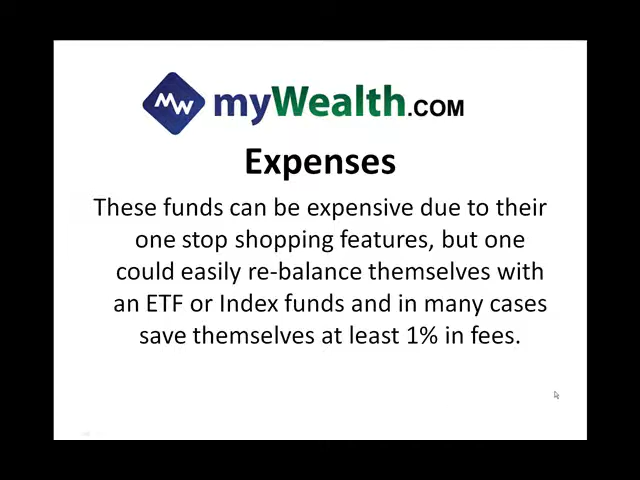 MW myWealth.COM
Expenses
These funds can be expensive due to their
one stop shopping features, but one
could easily re-balance themselves with
an ETF or Index funds and in many cases
save themselves at least 1% in fees.